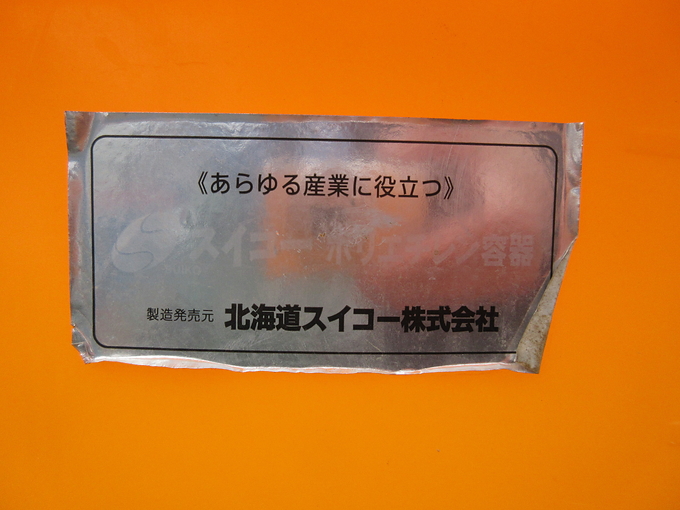 《あらゆる産業に役立つ》
スイコー ポリエチレン容器
製造発売元 北海道スイコー株式会社